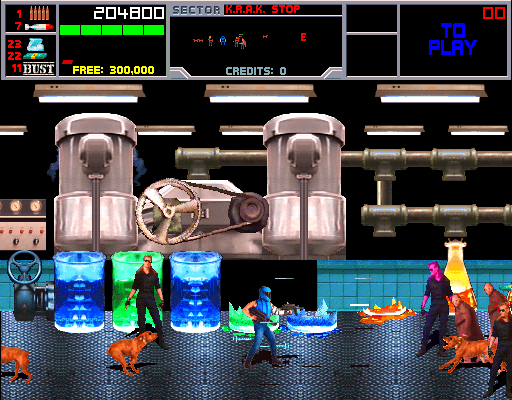 1
7
23
22
11 BUST
204800
FREE: 300,000
SECTOR K.R.A.K. STOP
E
CREDITS: 0
TO
PLAY
00